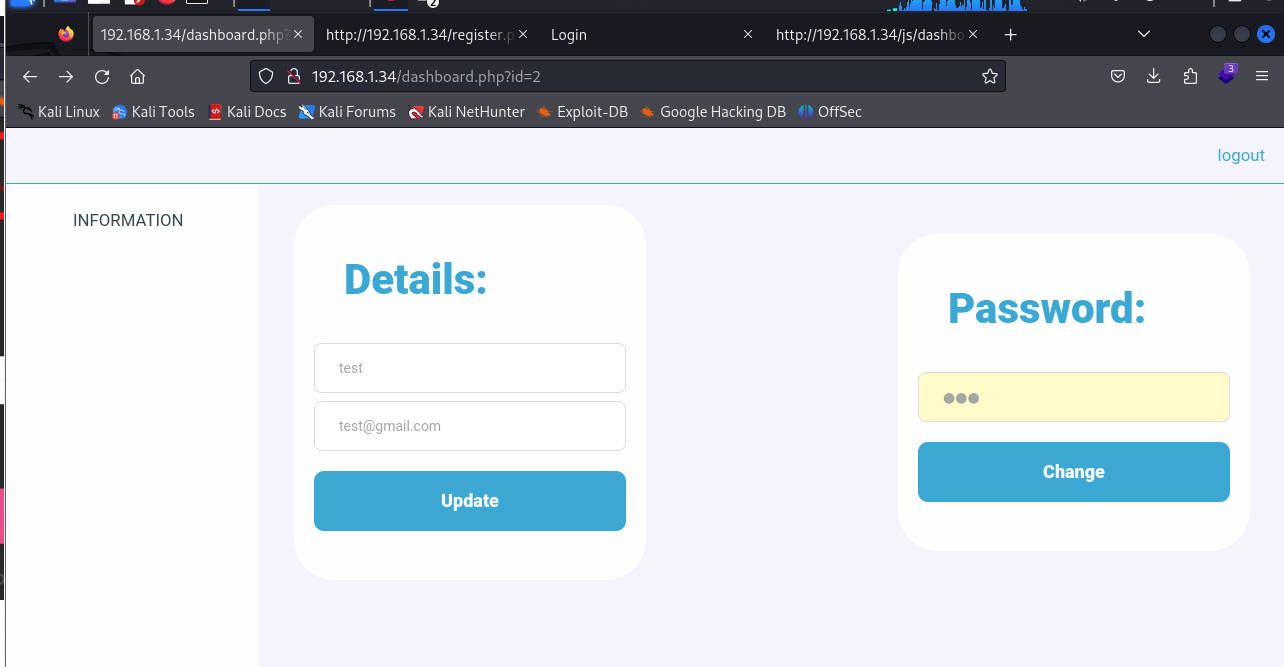 2
192.168.1.34/dashboard.php?
http://192.168.1.34/register.p
Login
http://192.168.1.34/js/dashbo
192.168.1.34/dashboard.php?id=2
3
Kali Linux Kali Tools Kali Docs Kali Forums Kali NetHunter Exploit-DB Google Hacking DB OffSec
logout
INFORMATION
Details:
test
test@gmail.com
Update
Password:
Change